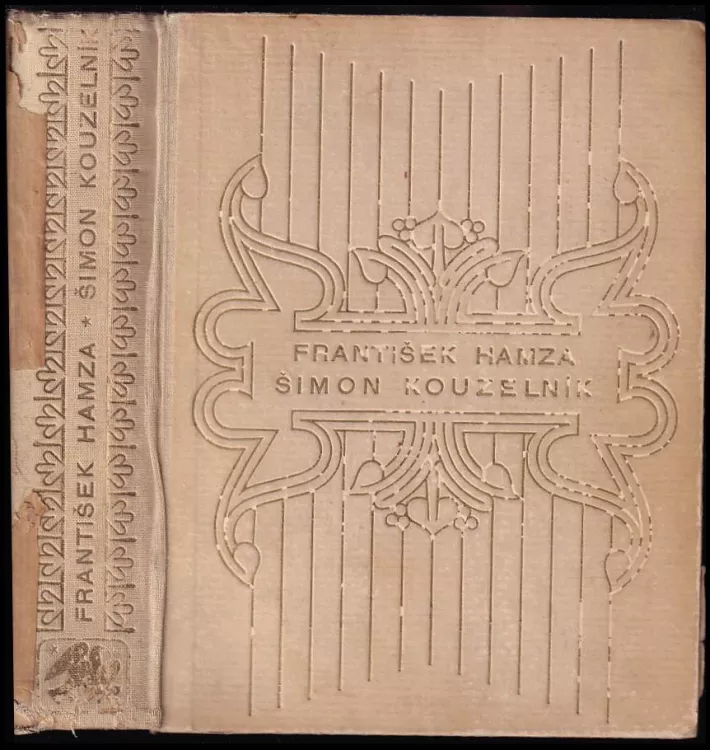 FRANTIŠEK HAMZA * ŠIMON KOUZELNÍK
FRANTIŠEK HAMZA
ŠIMON KOUZELNÍK